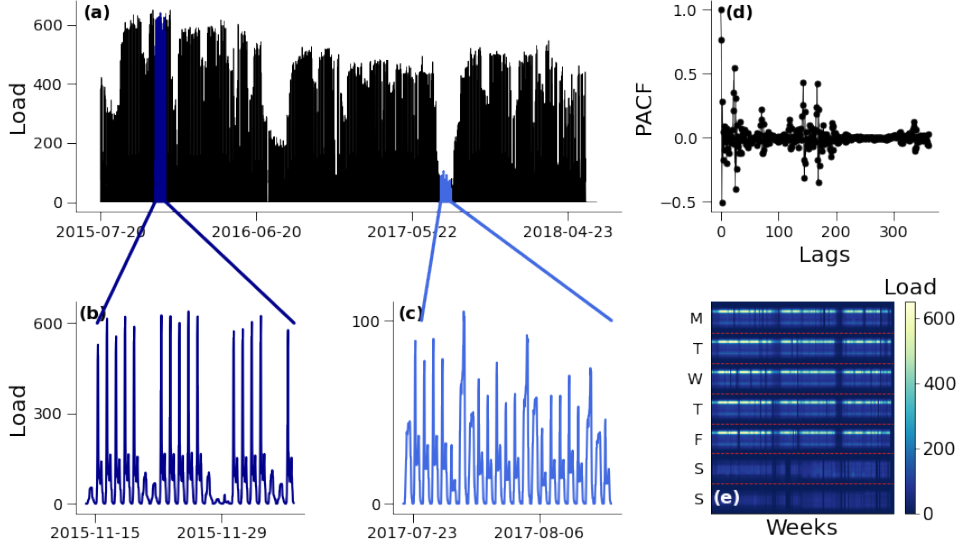 (a)
Load
600
400
200
0
2015-07-20
2016-06-20
2017-05-22
2018-04-23
(d)
PACF
1.0
0.5
0.0
−0.5
0
100
200
300
Lags
(b)
Load
600
300
0
2015-11-15
2015-11-29
(c)
100
0
2017-07-23
2017-08-06
Load
M
T
W
T
F
S
S
(e)
Weeks
600
400
200
0